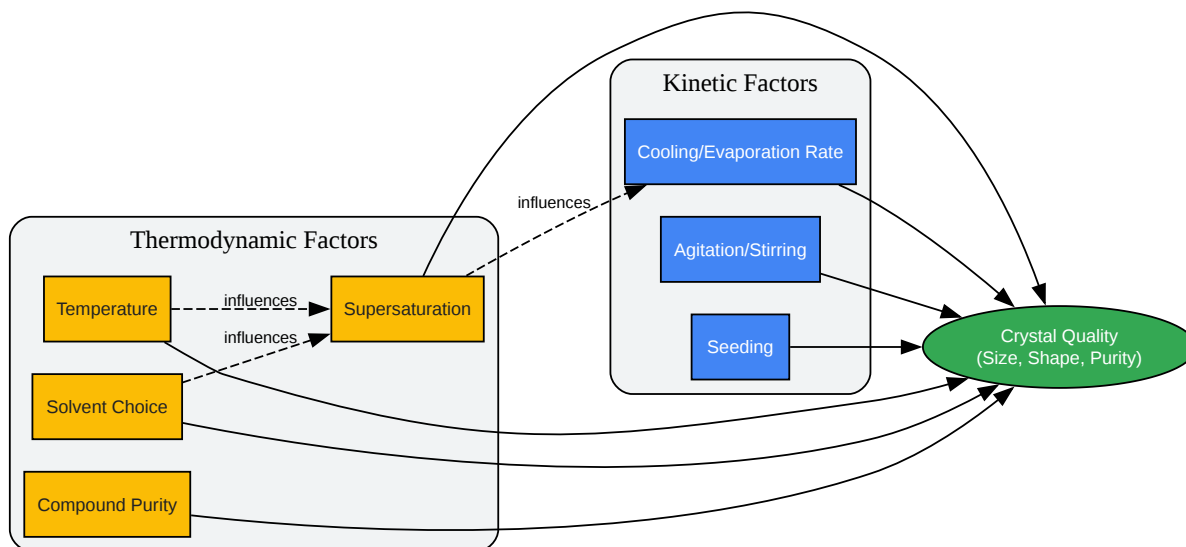 Kinetic Factors
Cooling/Evaporation Rate
influences
Agitation/Stirring
Thermodynamic Factors
Temperature
influences
Supersaturation
influences
Seeding
Crystal Quality
(Size, Shape, Purity)
Solvent Choice
Compound Purity